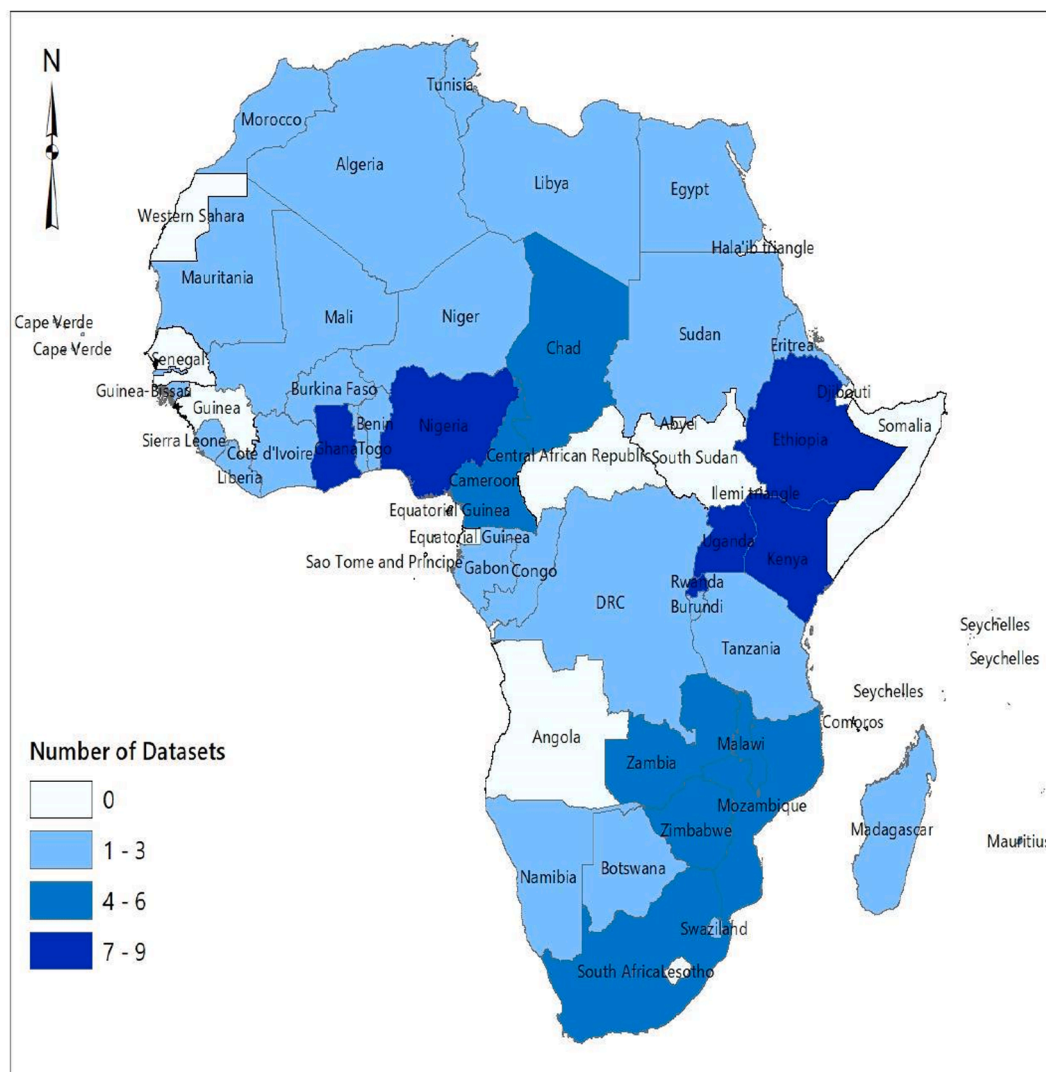 N
Tunisia
Morocco
Algeria
Libya
Egypt
Western Sahara
Hala'ib triangle
Mauritania
Mali
Niger
Sudan
Cape Verde
Cape Verde
Chad
Eritrea
Senegal
Guinea-Bissau
Burkina Faso
Djibouti
Guinea
Benin
Nigeria
Abyei
Somalia
Sierra Leone
Ethiopia
Cote d'Ivoire
Ghana
Togo
Central African Republic
South Sudan
Liberia
Cameroon
Ilemi triangle
Equatorial Guinea
Equatorial Guinea
Uganda
Kenya
Sao Tome and Principe
Gabon
Congo
Rwanda
DRC
Burundi
Seychelles
Tanzania
Seychelles
Seychelles
Comoros
Angola
Malawi
Zambia
Mozambique
Zimbabwe
Madagascar
Mauritius
Botswana
Namibia
Swaziland
South Africa
Lesotho
Number of Datasets
0
1 - 3
4 - 6
7 - 9